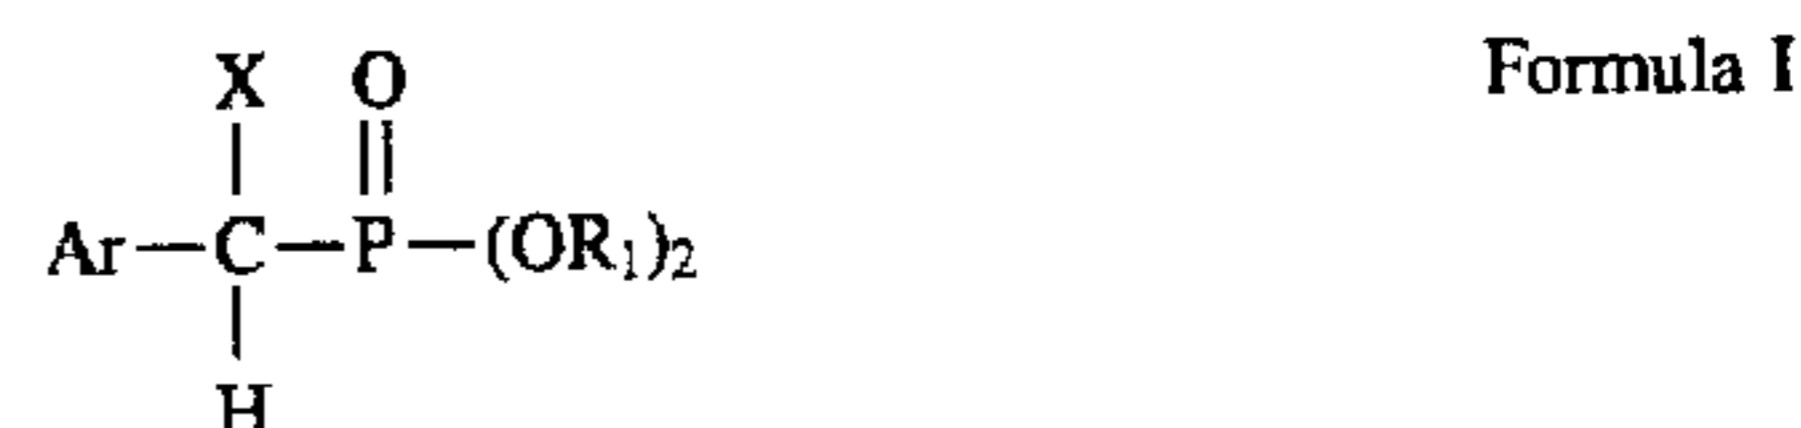 X O Formula I
Ar—C—P—(OR₁)₂
H